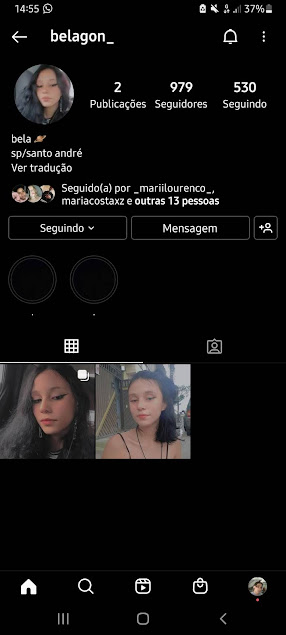 14:55 37%
belagon_
2 979 530
Publicações Seguidores Seguindo
bela 🪐
sp/santo andré
Ver tradução
Seguido(a) por _mariilourenco_,
mariacostaxz e outras 13 pessoas
Seguindo Mensagem
. .